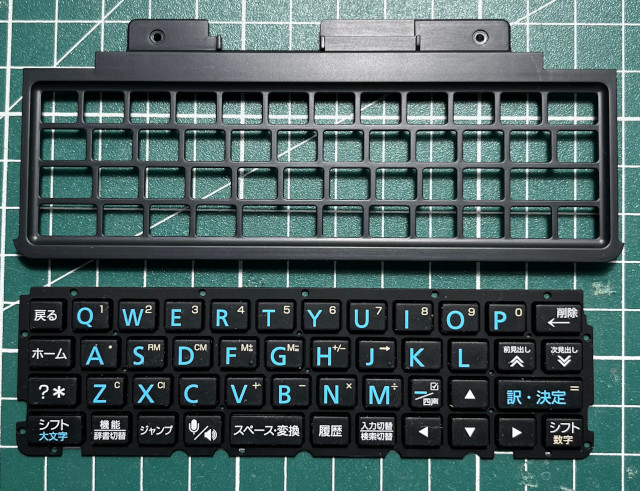 戻る Q 1 W 2 E 3 R 4 T 5 Y 6 U 7 I 8 O 9 P 0 削除 ←
ホーム A • S RM D CM F M± G M= H +/− J → K L 前見出し 次見出し
?* Z C X CI C V + B − N × M ÷ ー 四声 ▲ 訳・決定 =
シフト 大文字 機能 辞書切替 ジャンプ スペース・変換 履歴 入力切替 検索切替 ◀ ▼ ▶ シフト 数字